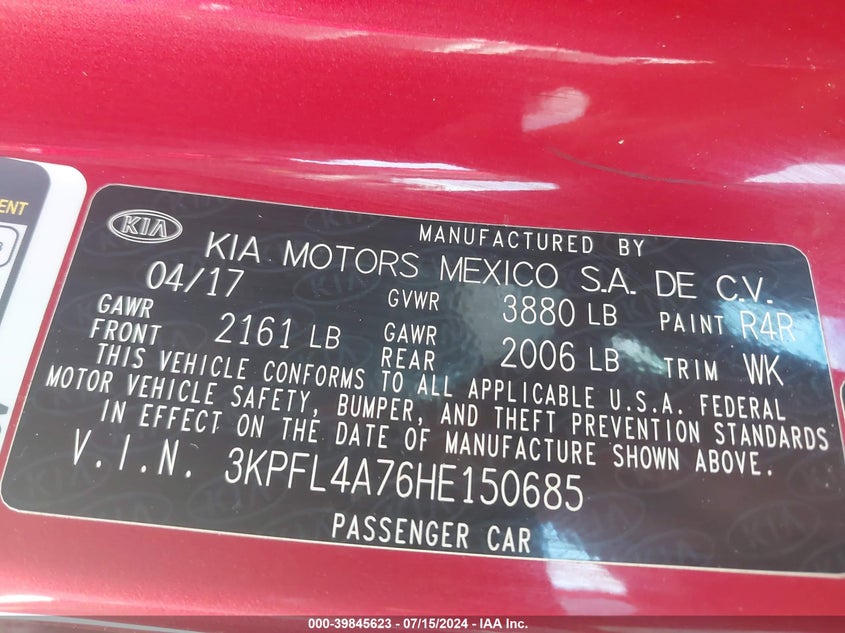 ENT
KIA
MANUFACTURED BY
KIA MOTORS MEXICO S.A. DE C.V.
04/17 GVWR 3880 LB PAINT R4R
GAWR FRONT 2161 LB GAWR REAR 2006 LB TRIM WK
THIS VEHICLE CONFORMS TO ALL APPLICABLE U.S.A. FEDERAL
MOTOR VEHICLE SAFETY, BUMPER, AND THEFT PREVENTION STANDARDS
IN EFFECT ON THE DATE OF MANUFACTURE SHOWN ABOVE.
V.I.N. 3KPFL4A76HE150685
PASSENGER CAR
000-39845623 - 07/15/2024 - IAA Inc.